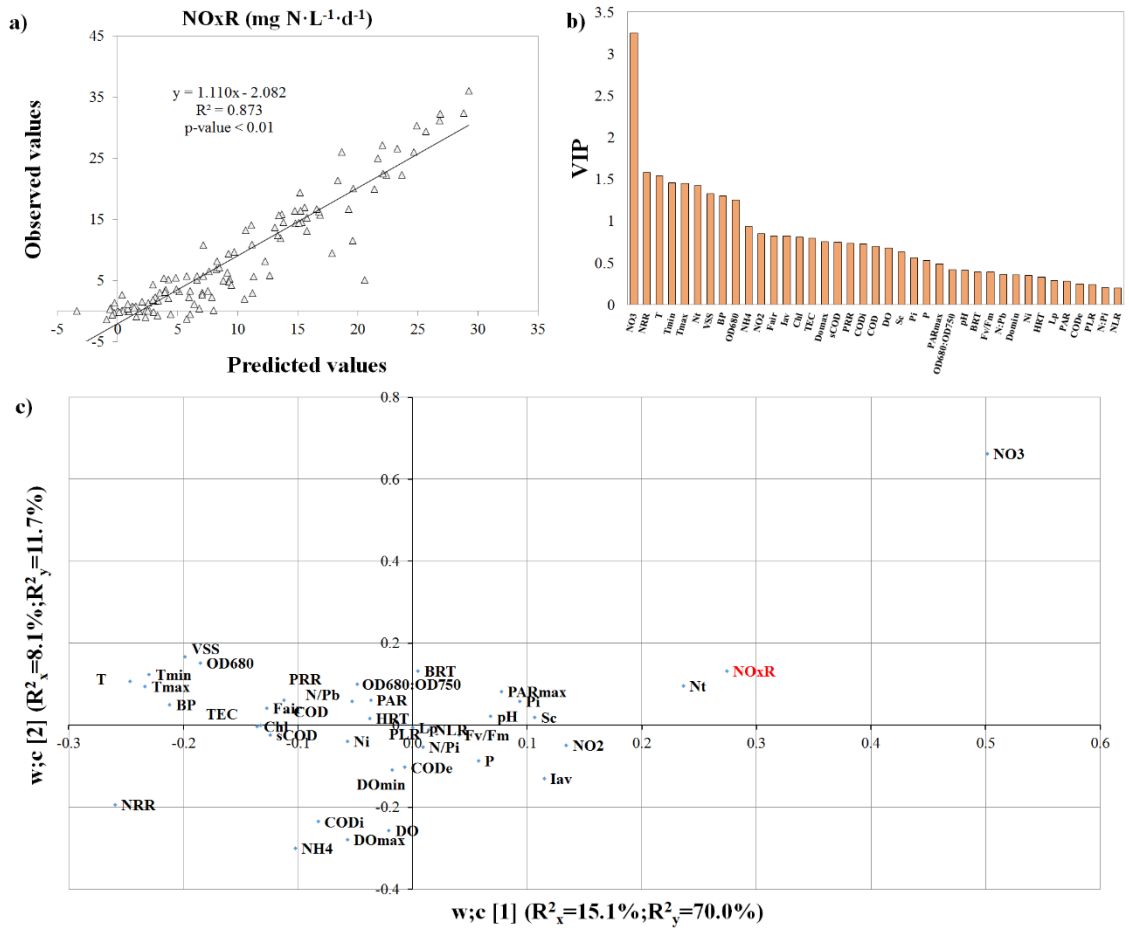 a)
NOxR (mg N·L⁻¹·d⁻¹)
45
35
25
15
5
-5
-5
0
5
10
15
20
25
30
35
y = 1.110x - 2.082
R² = 0.873
p-value < 0.01
Observed values
Predicted values
b)
3.5
3
2.5
2
1.5
1
0.5
0
VIP
NO3
NRR
T
Tmin
Tmax
Nt
VSS
BP
OD680
NH4
NO2
Fair
Iav
Chl
TEC
Domax
sCOD
PRR
CODi
COD
DO
Sc
Pi
P
PARmax
OD680:OD750
pH
BRT
Fv/Fm
N:Pb
Domin
Ni
HRT
Lp
PAR
CODe
PLR
N:Pi
NLR
c)
0.8
0.6
0.4
0.2
0
-0.2
-0.4
-0.3
-0.2
-0.1
0.0
0.1
0.2
0.3
0.4
0.5
0.6
w;c [2] (R²x=8.1%;R²y=11.7%)
NO3
VSS
OD680
T
Tmin
Tmax
BP
PRR
N/Pb
OD680:OD750
BRT
PAR
PARmax
Pi
Nt
NOxR
TEC
Fair
COD
Chl
sCOD
HRT
pH
Sc
Ni
PLR
Lp
NLR
Fv/Fm
N/Pi
NO2
P
CODe
DOmin
Iav
NRR
CODi
DO
DOmax
NH4
w;c [1] (R²x=15.1%;R²y=70.0%)